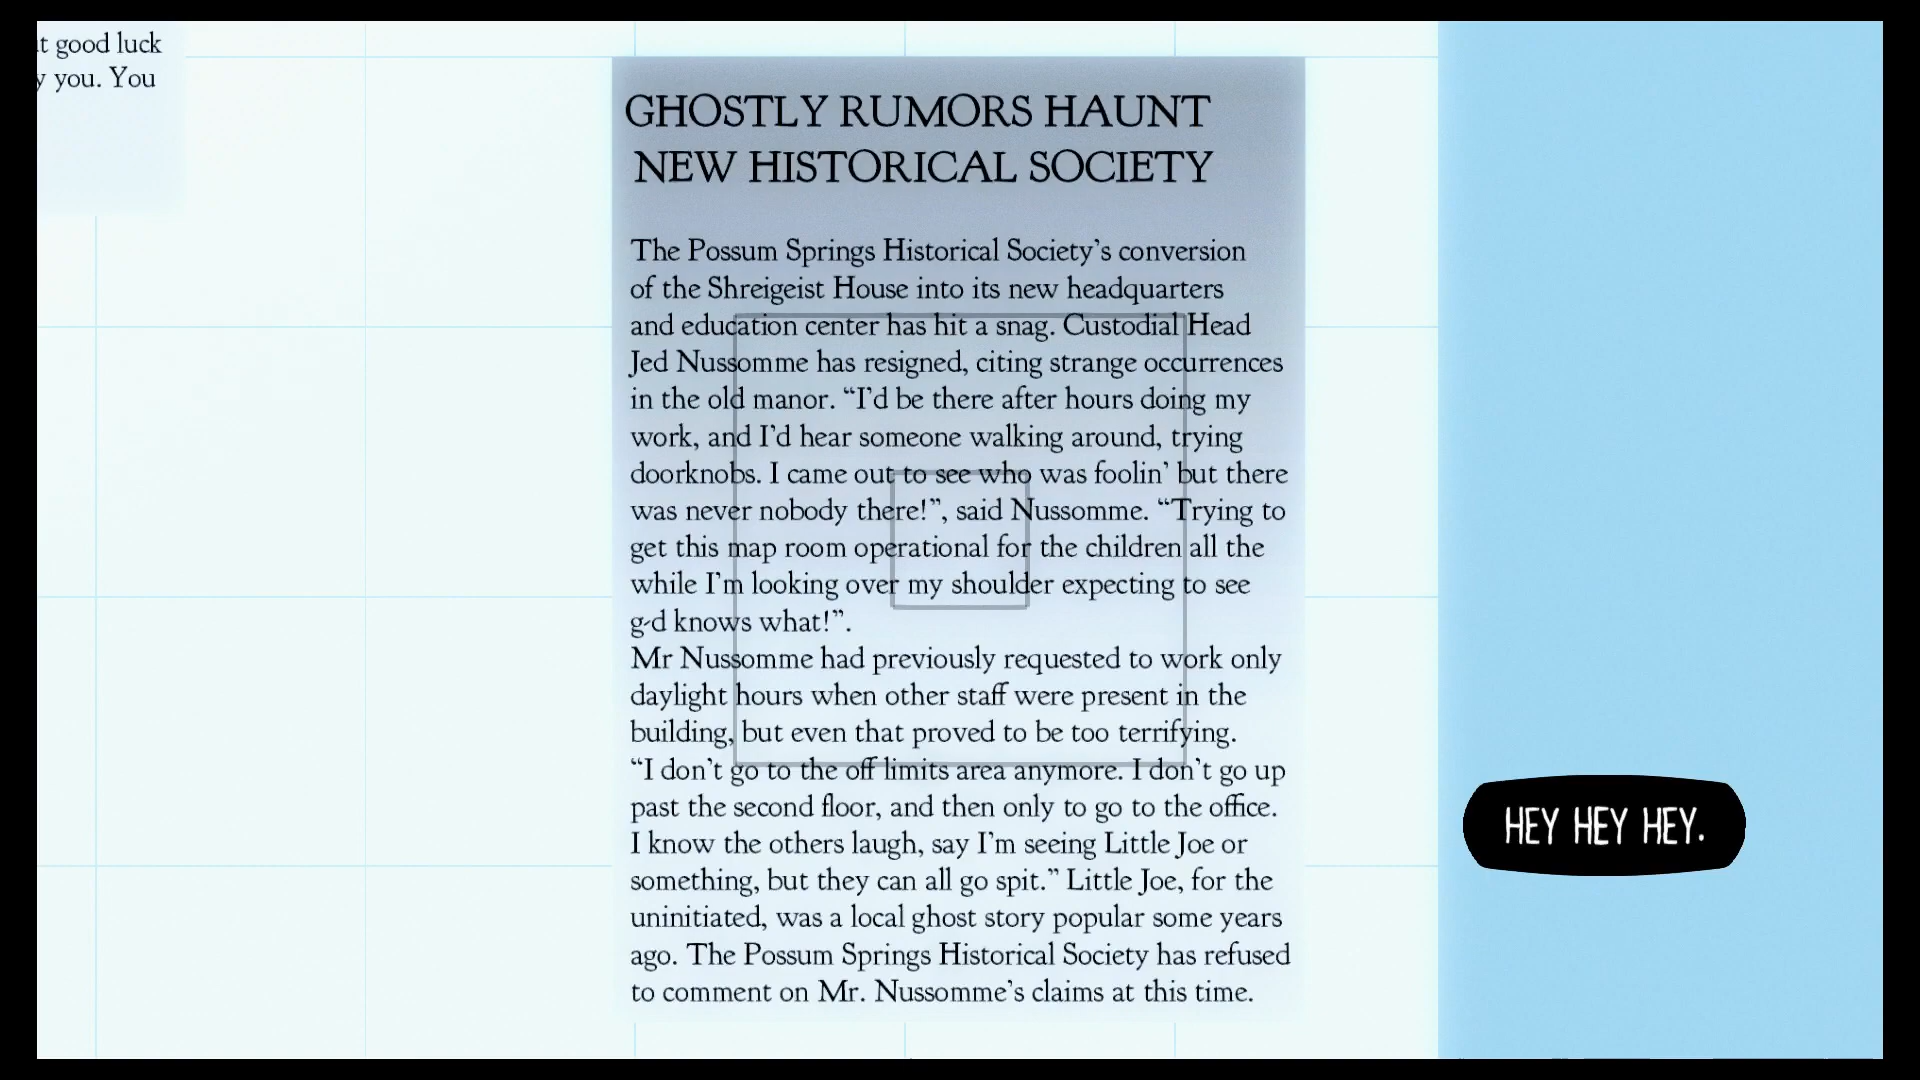 t good luck
you. You
GHOSTLY RUMORS HAUNT
NEW HISTORICAL SOCIETY
The Possum Springs Historical Society’s conversion
of the Shreigeist House into its new headquarters
and education center has hit a snag. Custodial Head
Jed Nussomme has resigned, citing strange occurrences
in the old manor. “I’d be there after hours doing my
work, and I’d hear someone walking around, trying
doorknobs. I came out to see who was foolin’ but there
was never nobody there!”, said Nussomme. “Trying to
get this map room operational for the children all the
while I’m looking over my shoulder expecting to see
g-d knows what!”.
Mr Nussomme had previously requested to work only
daylight hours when other staff were present in the
building, but even that proved to be too terrifying.
“I don’t go to the off limits area anymore. I don’t go up
past the second floor, and then only to go to the office.
I know the others laugh, say I’m seeing Little Joe or
something, but they can all go spit.” Little Joe, for the
uninitiated, was a local ghost story popular some years
ago. The Possum Springs Historical Society has refused
to comment on Mr. Nussomme’s claims at this time.
HEY HEY HEY.